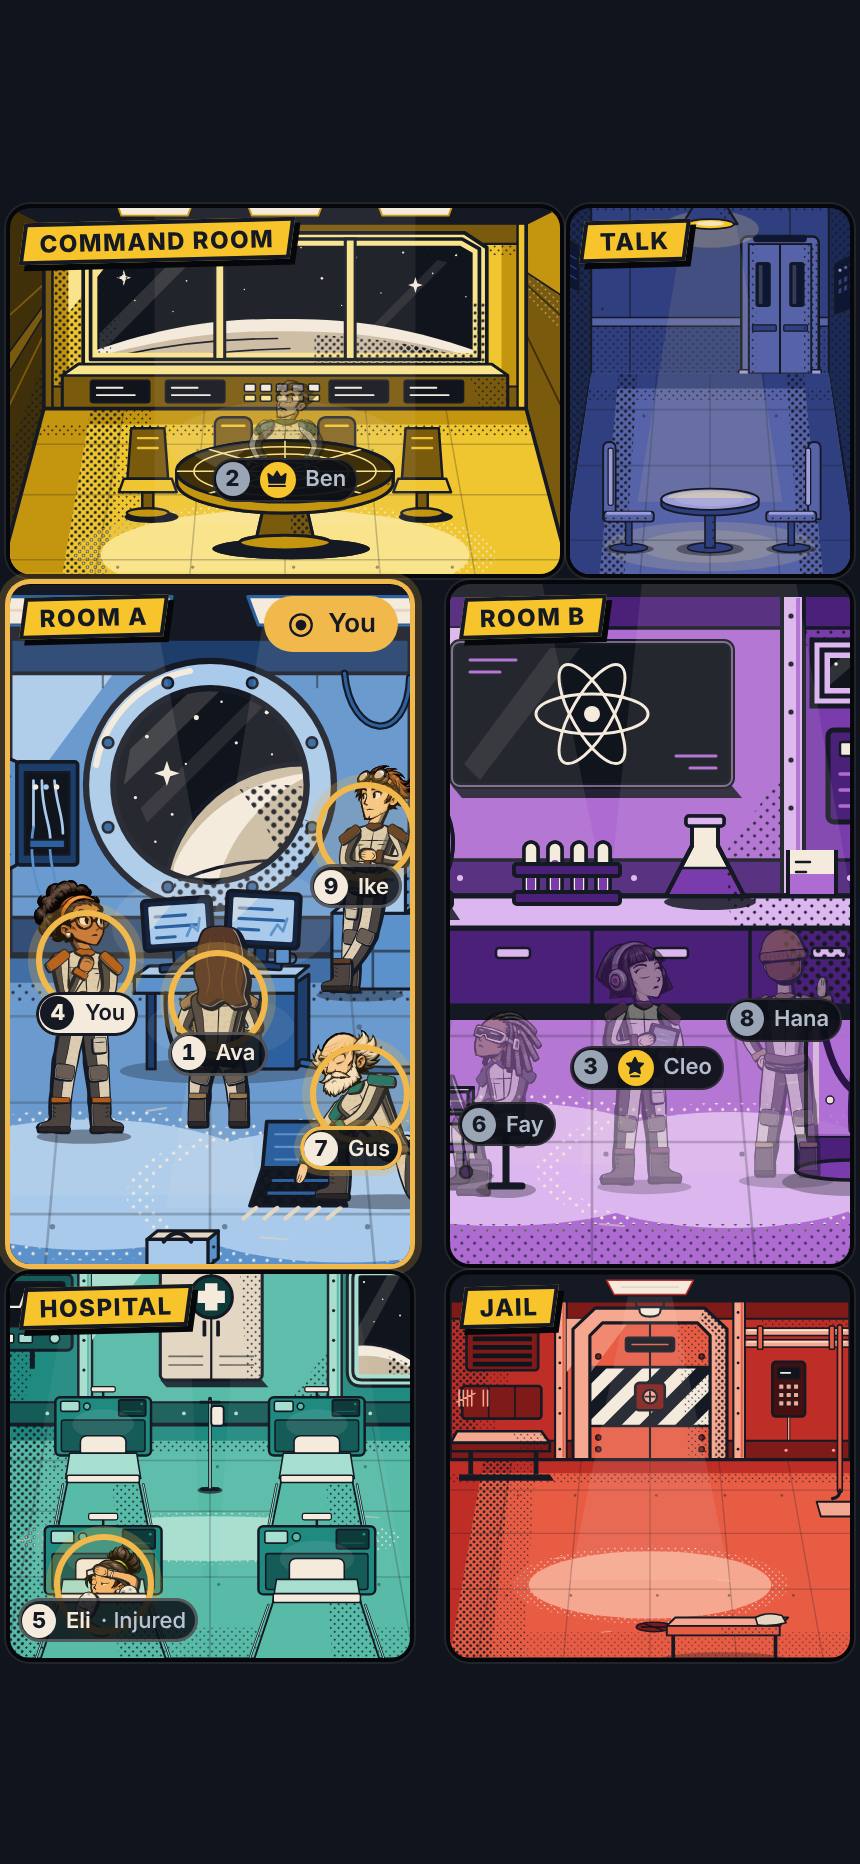 COMMAND ROOM
TALK
2 Ben
ROOM A
You
ROOM B
9 Ike
4 You
1 Ava
8 Hana
3 Cleo
6 Fay
7 Gus
HOSPITAL
JAIL
5 Eli · Injured